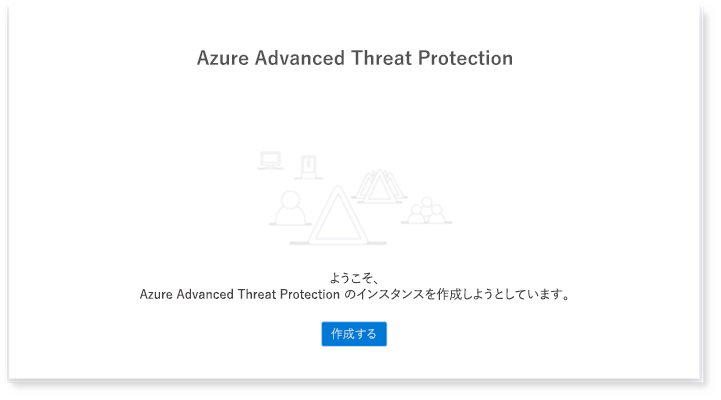 Azure Advanced Threat Protection
ようこそ、
Azure Advanced Threat Protection のインスタンスを作成しようとしています。
作成する